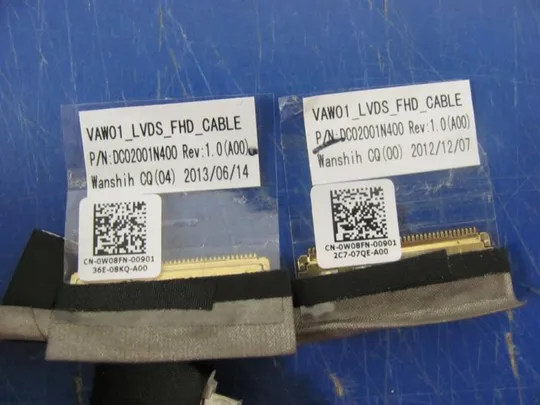 VAW01_LVDS_FHD_CABLE
P/N:DC02001N400 Rev:1.0(A00)
Wanshih CQ(04) 2013/06/14
CN-0W08FN-00901
36E-08KQ-A00
VAW01_LVDS_FHD_CABLE
P/N:DC02001N400 Rev:1.0(A00)
Wanshih CQ(00) 2012/12/07
CN-0W08FN-00901
2C7-07QE-A00